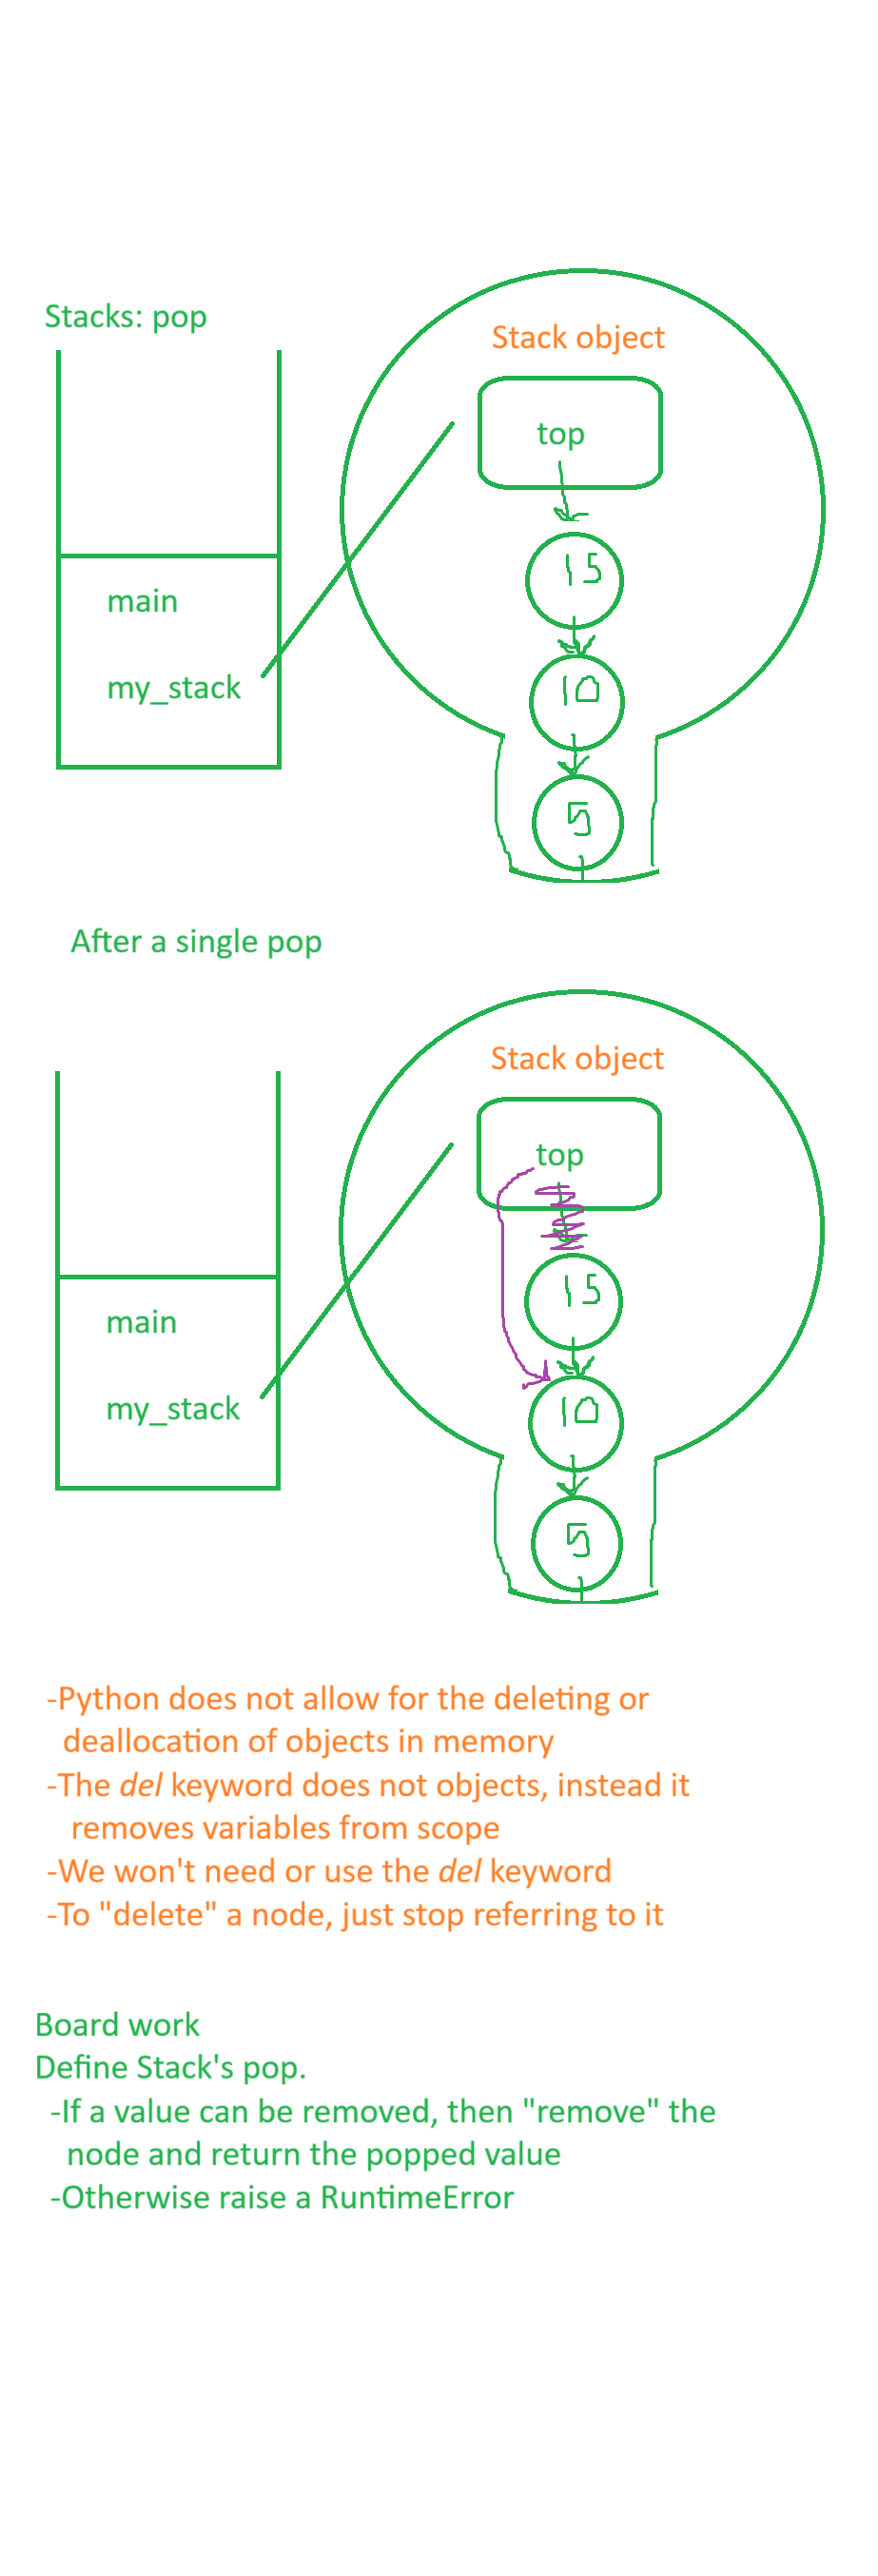 Stacks: pop
Stack object
top
15
main
my_stack
10
5
After a single pop
Stack object
top
15
main
my_stack
10
5
-Python does not allow for the deleting or
deallocation of objects in memory
-The del keyword does not objects, instead it
removes variables from scope
-We won't need or use the del keyword
-To "delete" a node, just stop referring to it
Board work
Define Stack's pop.
-If a value can be removed, then "remove" the
node and return the popped value
-Otherwise raise a RuntimeError